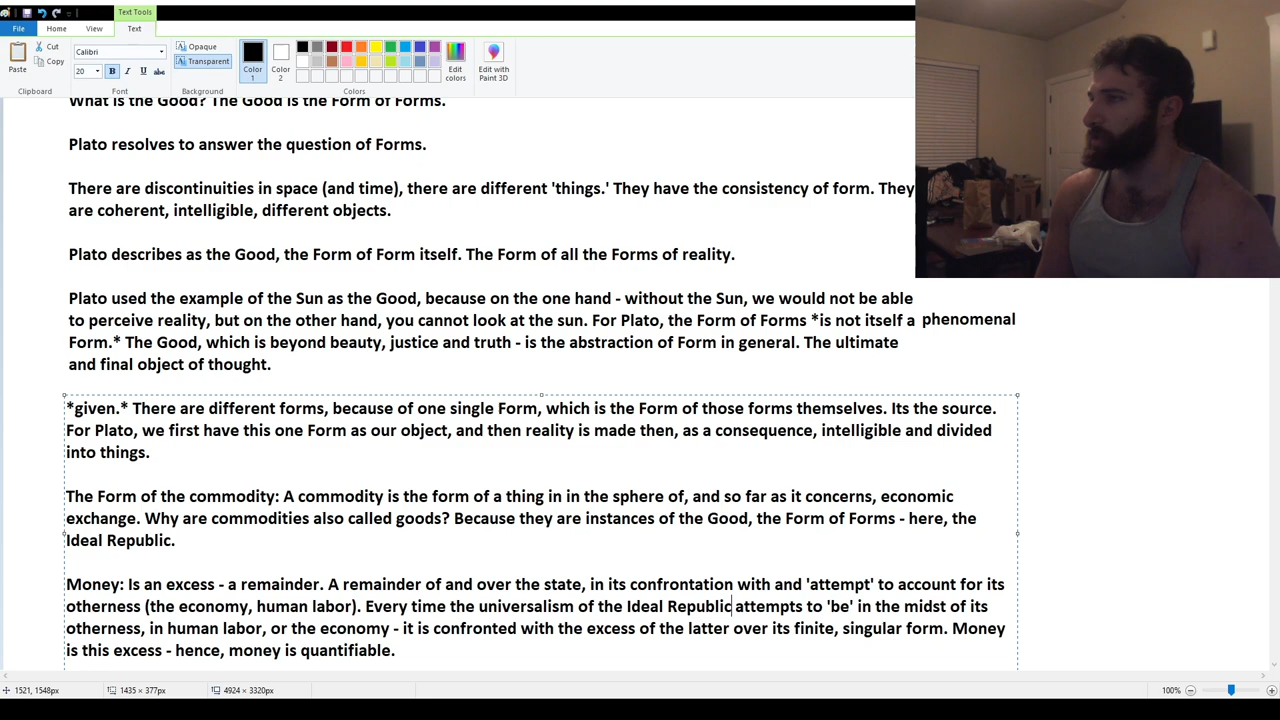 Text Tools
File Home View Text
Paste Cut Copy Calibri 20 B I U abc Opaque Transparent Color 1 Color 2 Edit colors Edit with Paint 3D
Clipboard Font Background Colors
What is the Good? The Good is the Form of Forms.
Plato resolves to answer the question of Forms.
There are discontinuities in space (and time), there are different 'things.' They have the consistency of form. They
are coherent, intelligible, different objects.
Plato describes as the Good, the Form of Form itself. The Form of all the Forms of reality.
Plato used the example of the Sun as the Good, because on the one hand - without the Sun, we would not be able
to perceive reality, but on the other hand, you cannot look at the sun. For Plato, the Form of Forms *is not itself a phenomenal
Form.* The Good, which is beyond beauty, justice and truth - is the abstraction of Form in general. The ultimate
and final object of thought.
*given.* There are different forms, because of one single Form, which is the Form of those forms themselves. Its the source.
For Plato, we first have this one Form as our object, and then reality is made then, as a consequence, intelligible and divided
into things.
The Form of the commodity: A commodity is the form of a thing in in the sphere of, and so far as it concerns, economic
exchange. Why are commodities also called goods? Because they are instances of the Good, the Form of Forms - here, the
Ideal Republic.
Money: Is an excess - a remainder. A remainder of and over the state, in its confrontation with and 'attempt' to account for its
otherness (the economy, human labor). Every time the universalism of the Ideal Republic attempts to 'be' in the midst of its
otherness, in human labor, or the economy - it is confronted with the excess of the latter over its finite, singular form. Money
is this excess - hence, money is quantifiable.
1521, 1548px 1435 × 377px 4924 × 3320px 100%